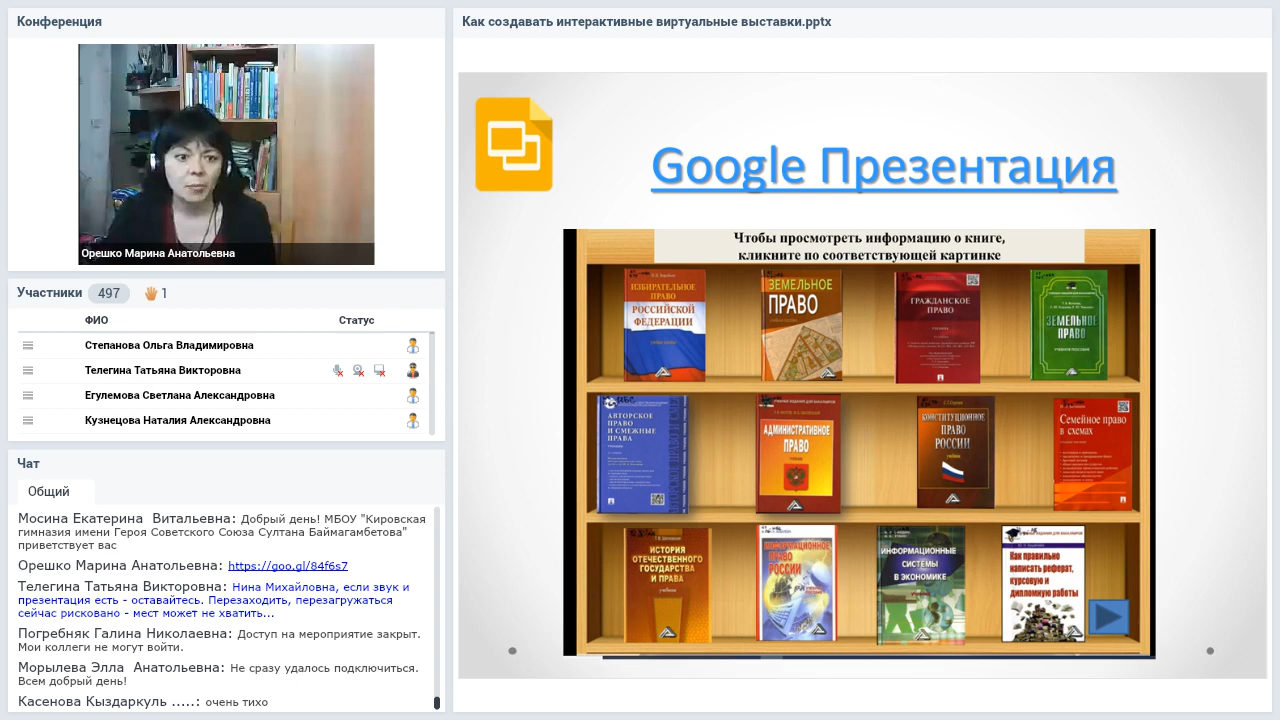 Конференция
Орешко Марина Анатольевна
Участники 497 1
ФИО Статус
Степанова Ольга Владимировна
Телегина Татьяна Викторовна
Егулемова Светлана Александровна
Кузнецова Наталия Александровна
Чат
Общий
Мосина Екатерина Витальевна: Добрый день! МБОУ "Кировская
гимназия имени Героя Советского Союза Султана Баймагамбетова"
приветствует вас
Орешко Марина Анатольевна: https://goo.gl/84f6s7
Телегина Татьяна Викторовна: Нина Михайловна, если звук и
презентация есть - оставайтесь. Перезаходить, перезагружаться
сейчас рисковано - мест может не хватить...
Погребняк Галина Николаевна: Доступ на мероприятие закрыт.
Мои коллеги не могут войти.
Морылева Элла Анатольевна: Не сразу удалось подключиться.
Всем добрый день!
Касенова Кыздаркуль .....: очень тихо
Как создавать интерактивные виртуальные выставки.pptx
Google Презентация
Чтобы просмотреть информацию о книге,
кликните по соответствующей картинке
ИЗБИРАТЕЛЬНОЕ
ПРАВО
РОССИЙСКОЙ
ФЕДЕРАЦИИ
ЗЕМЕЛЬНОЕ
ПРАВО
ГРАЖДАНСКОЕ
ПРАВО
ЗЕМЕЛЬНОЕ
ПРАВО
АВТОРСКОЕ
ПРАВО
И СМЕЖНЫЕ
ПРАВА
АДМИНИСТРАТИВНОЕ
ПРАВО
КОНСТИТУЦИОННОЕ
ПРАВО
РОССИИ
Семейное право
в схемах
ИСТОРИЯ
ОТЕЧЕСТВЕННОГО
ГОСУДАРСТВА
И ПРАВА
ИНФОРМАЦИОННОЕ
ПРАВО
РОССИИ
ИНФОРМАЦИОННЫЕ
СИСТЕМЫ
В ЭКОНОМИКЕ
Как правильно
написать реферат,
курсовую и
дипломную работы